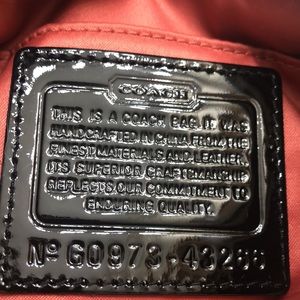 COACH
THIS IS A COACH BAG. IT WAS
HANDCRAFTED IN CHINA FROM THE
FINEST MATERIALS AND LEATHER.
ITS SUPERIOR CRAFTSMANSHIP
REFLECTS OUR COMMITMENT TO
ENDURING QUALITY.
Nº G0973-43266